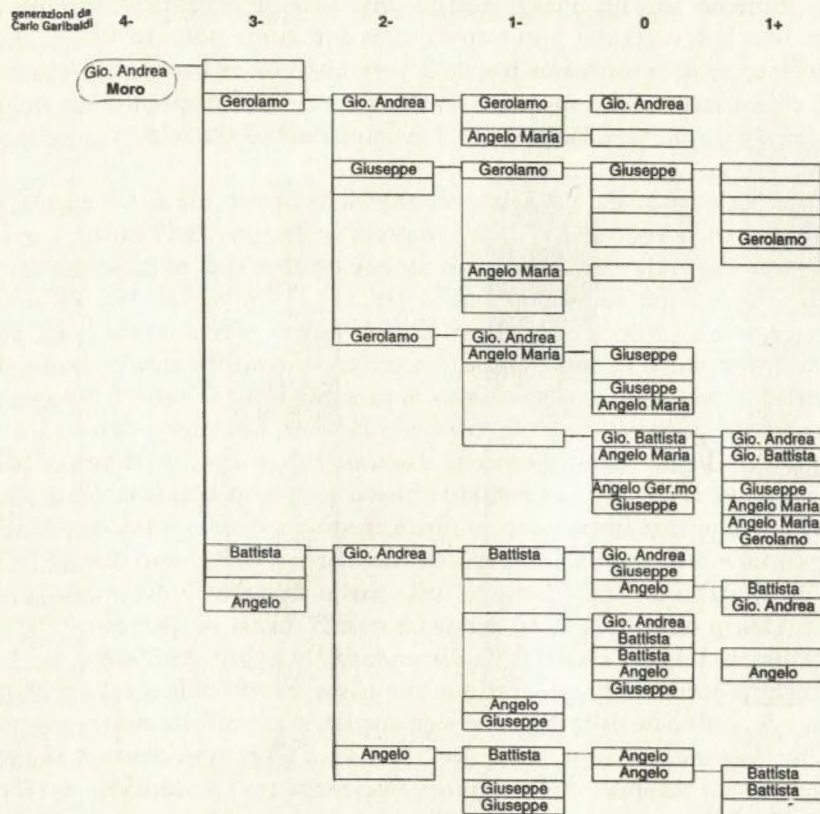 generazioni da
Carlo Garibaldi
4- 3- 2- 1- 0 1+
Gio. Andrea
Moro
Gerolamo Gio. Andrea Gerolamo Gio. Andrea
Angelo Maria
Giuseppe Gerolamo Giuseppe
Gerolamo
Angelo Maria
Gerolamo Gio. Andrea
Angelo Maria Giuseppe
Giuseppe
Angelo Maria
Gio. Battista Gio. Andrea
Angelo Maria Gio. Battista
Angelo Ger.mo Giuseppe
Giuseppe Angelo Maria
Angelo Maria
Gerolamo
Battista Gio. Andrea Battista Gio. Andrea
Giuseppe
Angelo Battista
Angelo Gio. Andrea
Gio. Andrea
Battista
Battista
Angelo Angelo
Giuseppe
Angelo
Giuseppe
Angelo Battista Angelo
Angelo Battista
Giuseppe Battista
Giuseppe